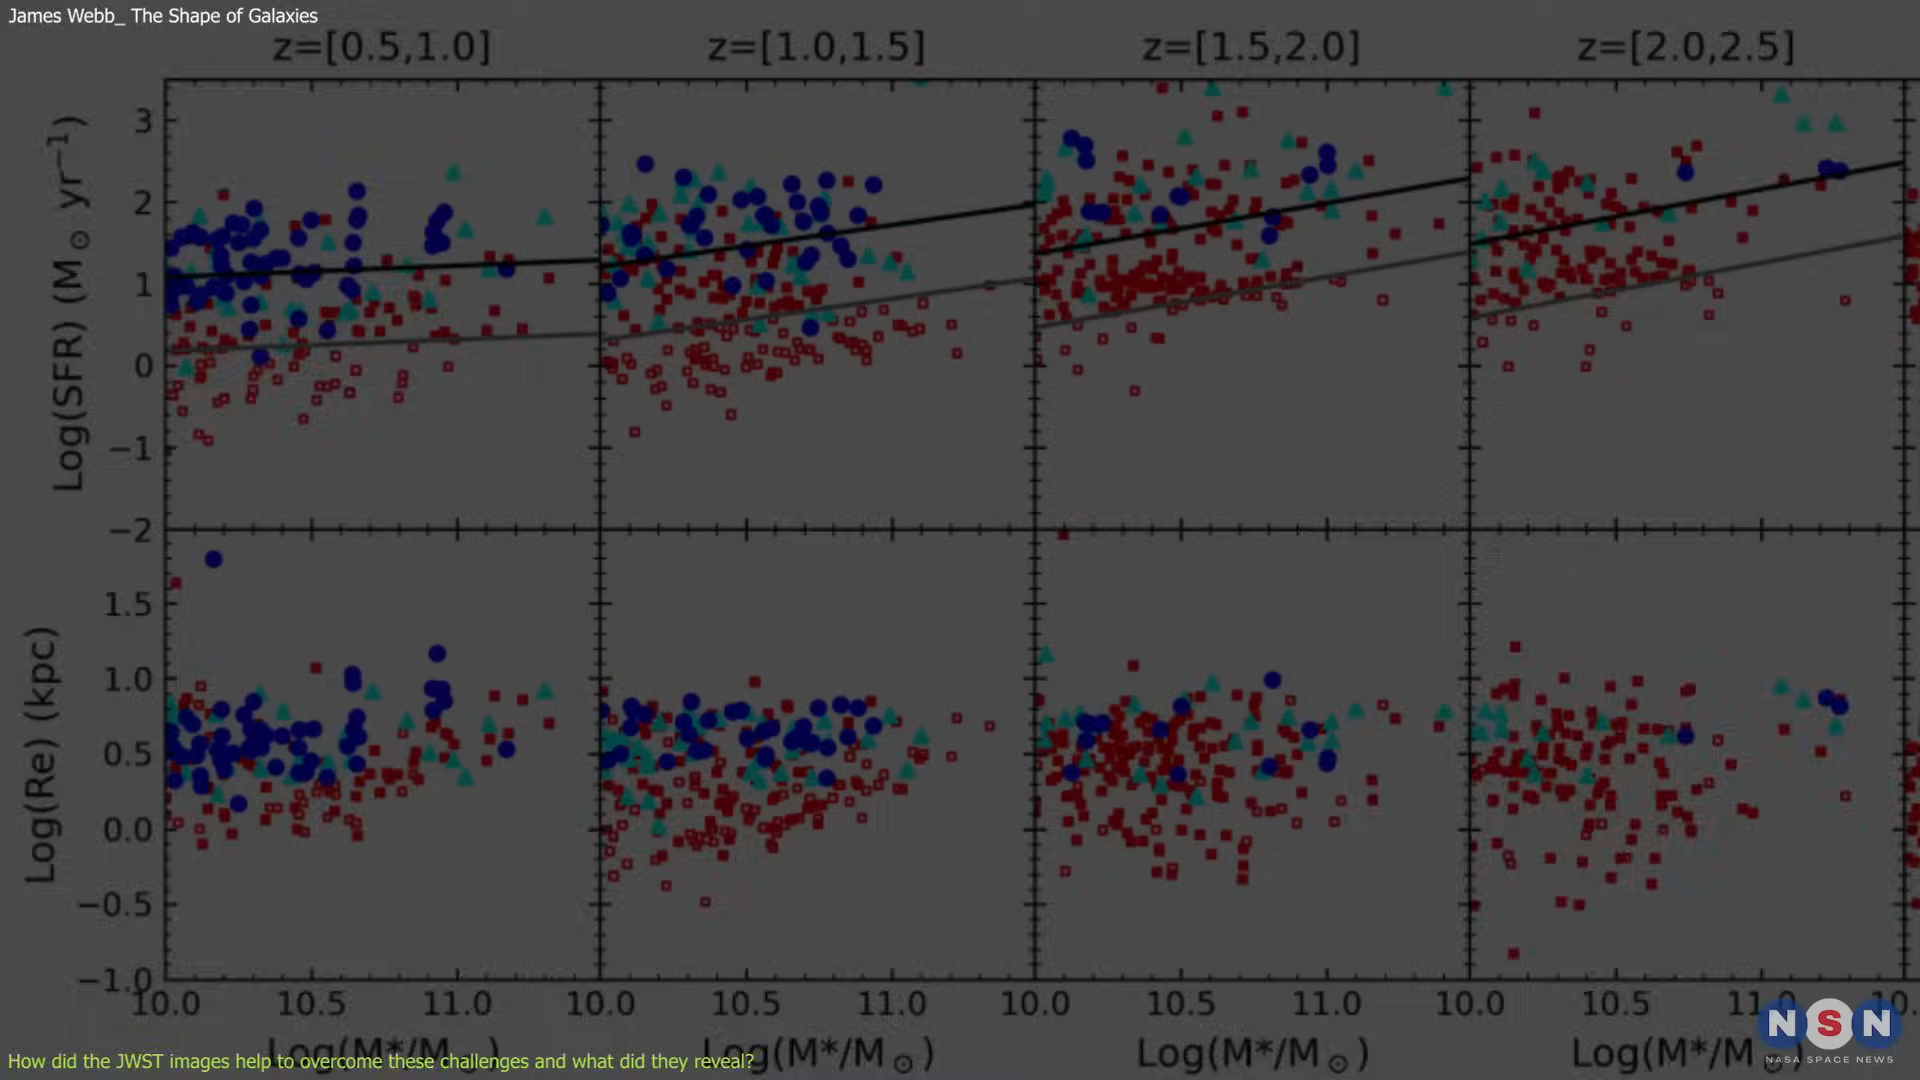 James Webb_ The Shape of Galaxies
z=[0.5,1.0] z=[1.0,1.5] z=[1.5,2.0] z=[2.0,2.5]
Log(SFR) (M⊙ yr⁻¹)
3
2
1
0
−1
−2
Log(Re) (kpc)
1.5
1.0
0.5
0.0
−0.5
−1.0
10.0 10.5 11.0 10.0 10.5 11.0 10.0 10.5 11.0 10.0 10.5 11.0
Log(M*/M⊙) Log(M*/M⊙) Log(M*/M⊙) Log(M*/M⊙)
How did the JWST images help to overcome these challenges and what did they reveal?
NSN
NASA SPACE NEWS